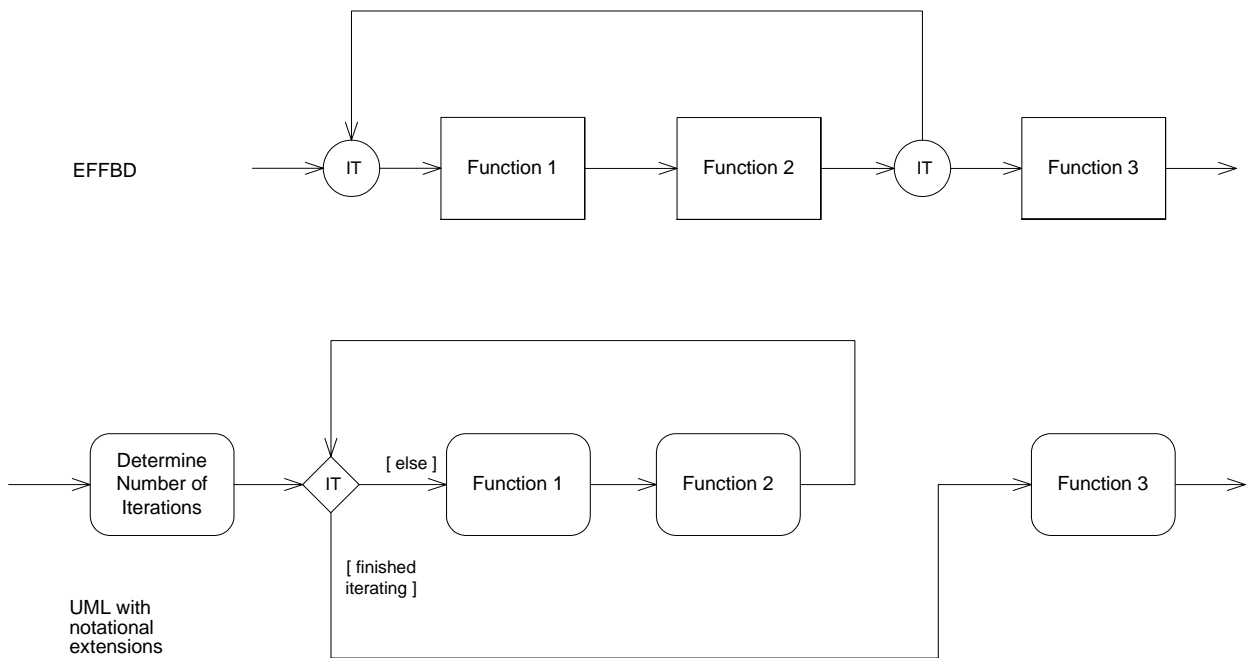 EFFBD
IT
Function 1
Function 2
IT
Function 3
Determine
Number of
Iterations
IT
[ else ]
Function 1
Function 2
Function 3
[ finished
iterating ]
UML with
notational
extensions